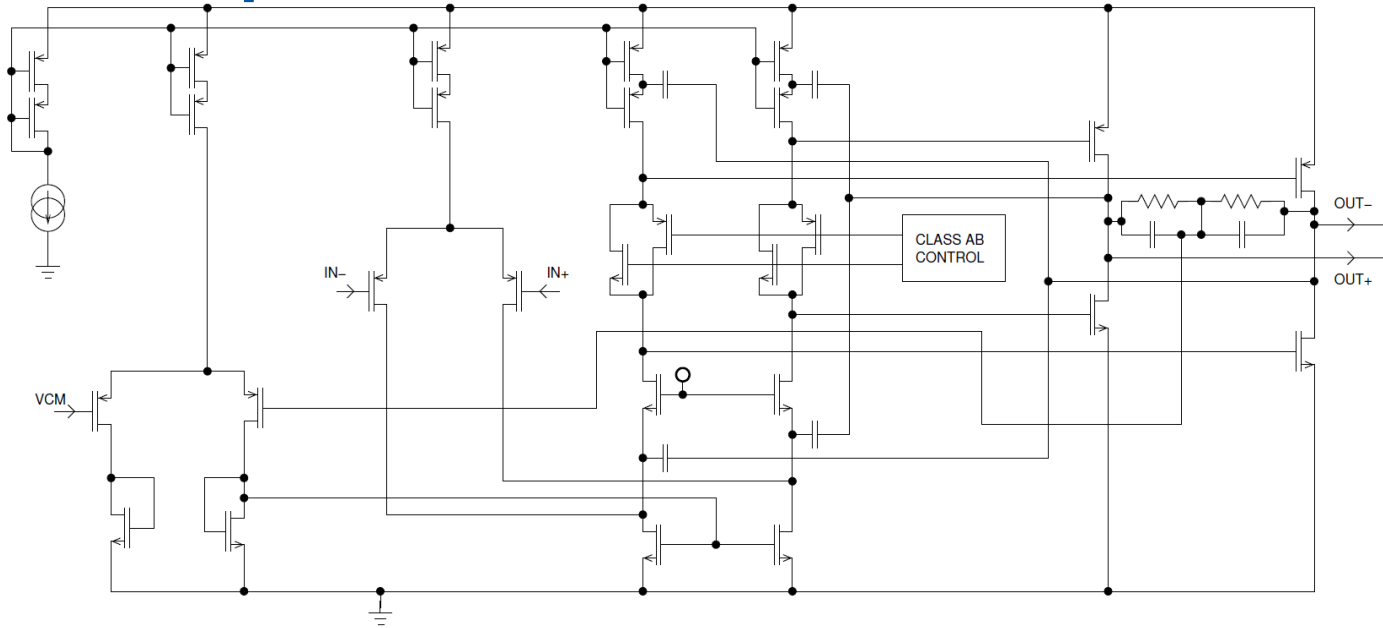 OUT-
CLASS AB
CONTROL
IN-
IN+
OUT+
VCM